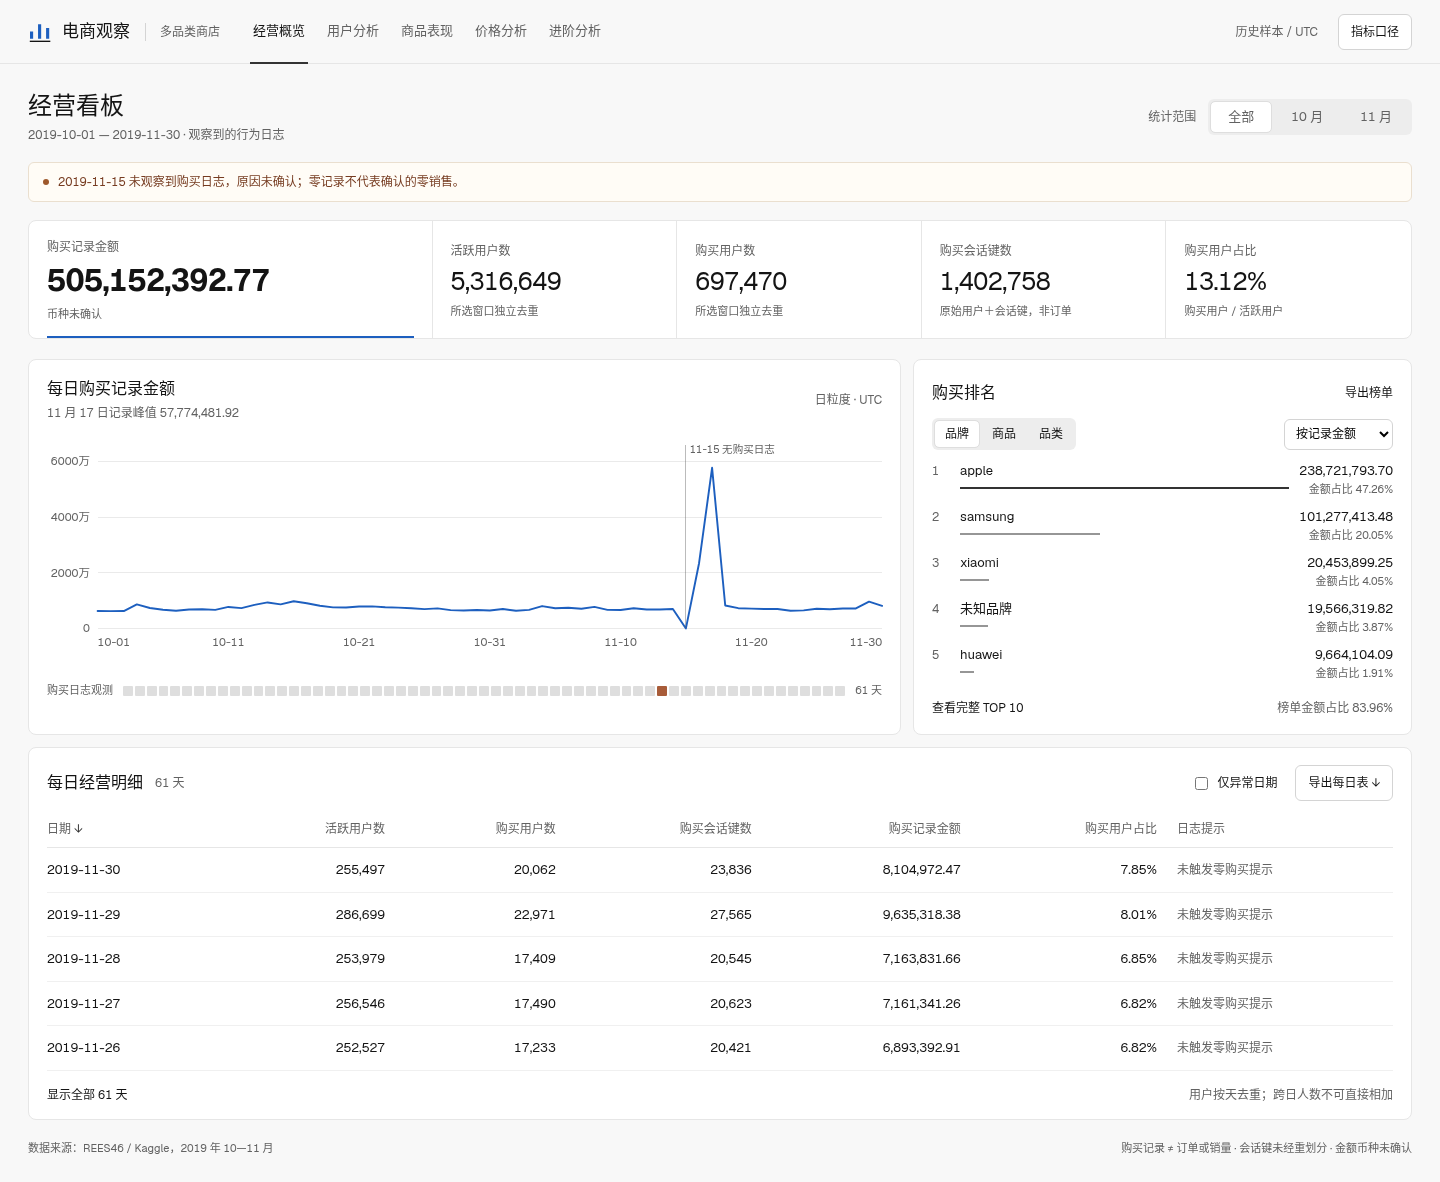 电商观察
多品类商店
经营概览
用户分析
商品表现
价格分析
进阶分析
历史样本 / UTC
指标口径
经营看板
2019-10-01 — 2019-11-30 · 观察到的行为日志
统计范围
全部
10 月
11 月
2019-11-15 未观察到购买日志，原因未确认；零记录不代表确认的零销售。
购买记录金额
505,152,392.77
币种未确认
活跃用户数
5,316,649
所选窗口独立去重
购买用户数
697,470
所选窗口独立去重
购买会话键数
1,402,758
原始用户＋会话键，非订单
购买用户占比
13.12%
购买用户 / 活跃用户
每日购买记录金额
11 月 17 日记录峰值 57,774,481.92
日粒度 · UTC
11-15 无购买日志
6000万
4000万
2000万
0
10-01
10-11
10-21
10-31
11-10
11-20
11-30
购买日志观测
61 天
购买排名
导出榜单
品牌
商品
品类
按记录金额
1 apple 238,721,793.70
金额占比 47.26%
2 samsung 101,277,413.48
金额占比 20.05%
3 xiaomi 20,453,899.25
金额占比 4.05%
4 未知品牌 19,566,319.82
金额占比 3.87%
5 huawei 9,664,104.09
金额占比 1.91%
查看完整 TOP 10
榜单金额占比 83.96%
每日经营明细 61 天
仅异常日期
导出每日表 ↓
日期 ↓ 活跃用户数 购买用户数 购买会话键数 购买记录金额 购买用户占比 日志提示
2019-11-30 255,497 20,062 23,836 8,104,972.47 7.85% 未触发零购买提示
2019-11-29 286,699 22,971 27,565 9,635,318.38 8.01% 未触发零购买提示
2019-11-28 253,979 17,409 20,545 7,163,831.66 6.85% 未触发零购买提示
2019-11-27 256,546 17,490 20,623 7,161,341.26 6.82% 未触发零购买提示
2019-11-26 252,527 17,233 20,421 6,893,392.91 6.82% 未触发零购买提示
显示全部 61 天
用户按天去重；跨日人数不可直接相加
数据来源：REES46 / Kaggle，2019 年 10—11 月
购买记录 ≠ 订单或销量 · 会话键未经重划分 · 金额币种未确认